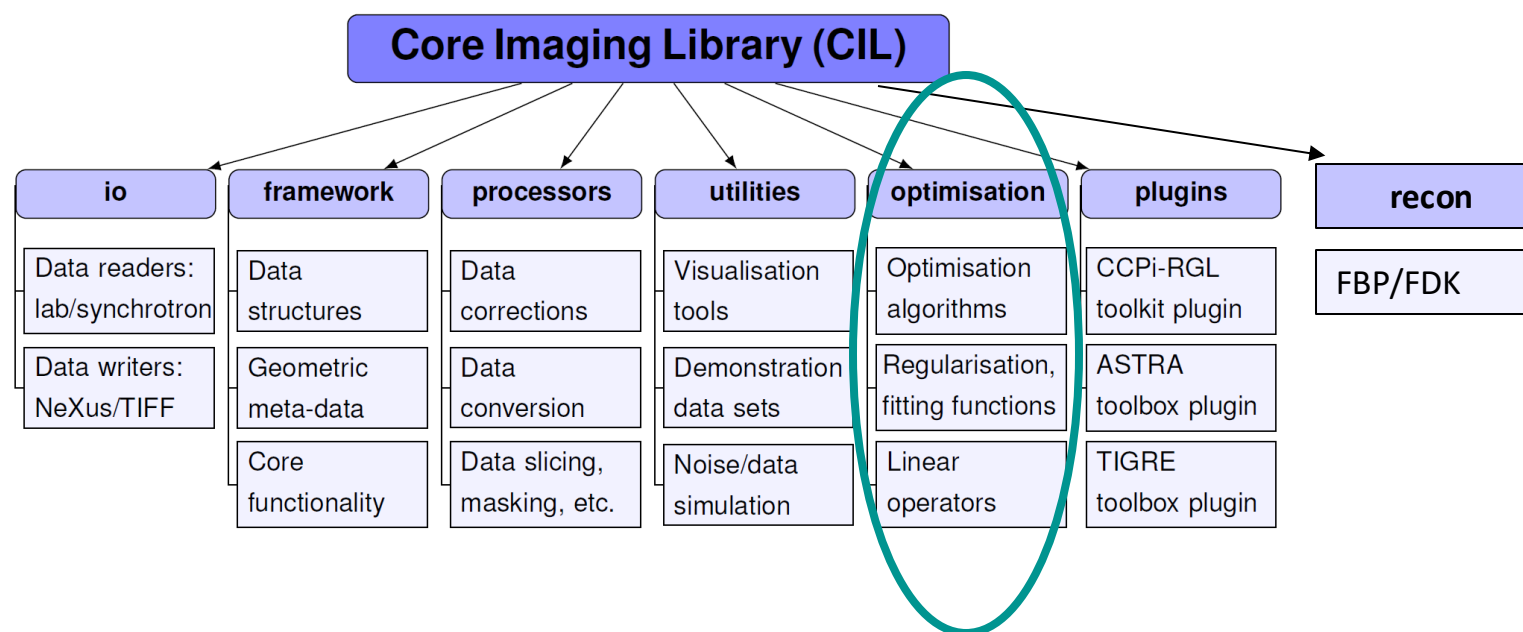 Core Imaging Library (CIL)
io
framework
processors
utilities
optimisation
plugins
recon
Data readers:
lab/synchrotron
Data writers:
NeXus/TIFF
Data
structures
Geometric
meta-data
Core
functionality
Data
corrections
Data
conversion
Data slicing,
masking, etc.
Visualisation
tools
Demonstration
data sets
Noise/data
simulation
Optimisation
algorithms
Regularisation,
fitting functions
Linear
operators
CCPi-RGL
toolkit plugin
ASTRA
toolbox plugin
TIGRE
toolbox plugin
FBP/FDK